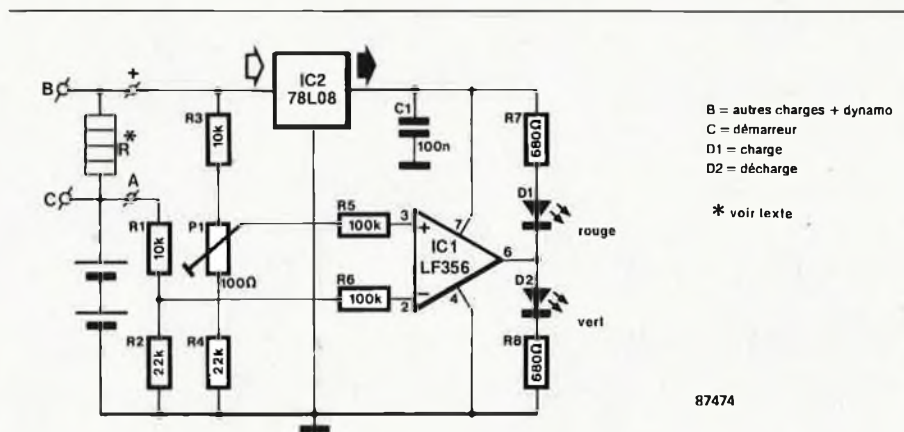 B
+
IC2
78L08
C1
100n
R3
10k
R7
680Ω
R*
C
A
R1
10k
P1
100Ω
R5
100k
3
+
7
IC1
LF356
6
R6
100k
2
−
4
D1
rouge
D2
vert
R2
22k
R4
22k
R8
680Ω
B = autres charges + dynamo
C = démarreur
D1 = charge
D2 = décharge
* voir texte
87474